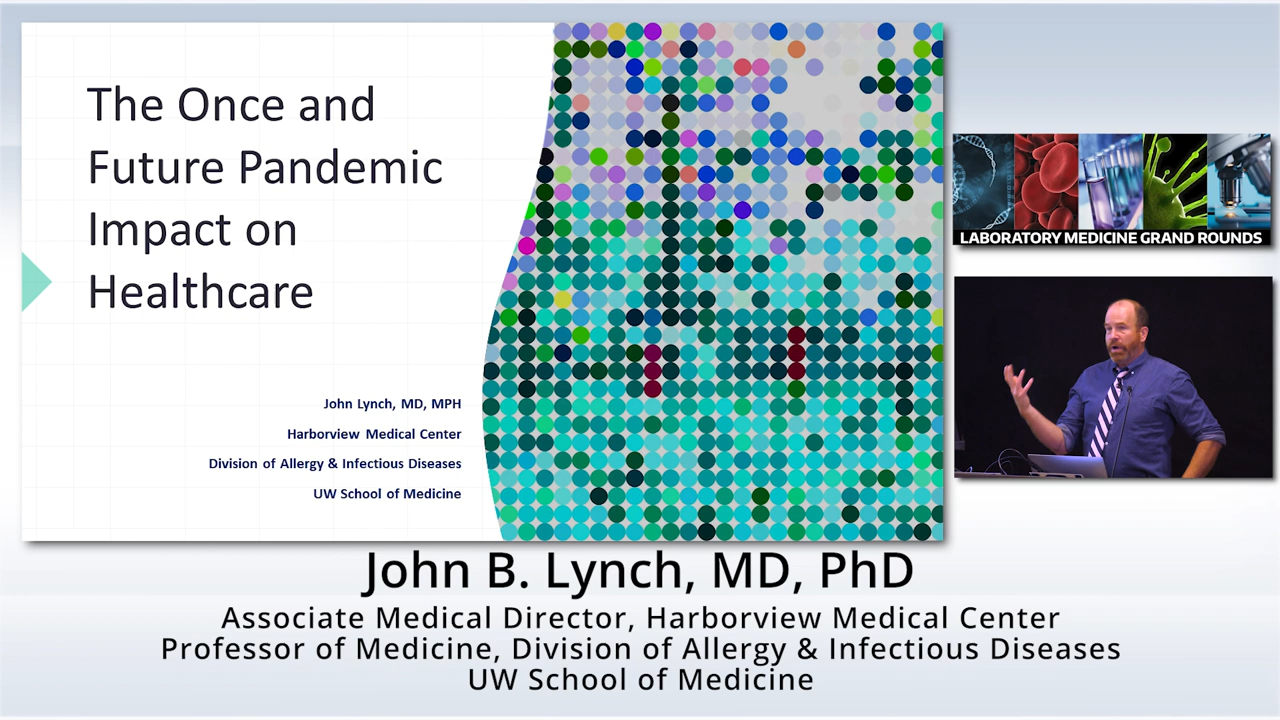 The Once and
Future Pandemic
Impact on
Healthcare
John Lynch, MD, MPH
Harborview Medical Center
Division of Allergy & Infectious Diseases
UW School of Medicine
LABORATORY MEDICINE GRAND ROUNDS
John B. Lynch, MD, PhD
Associate Medical Director, Harborview Medical Center
Professor of Medicine, Division of Allergy & Infectious Diseases
UW School of Medicine